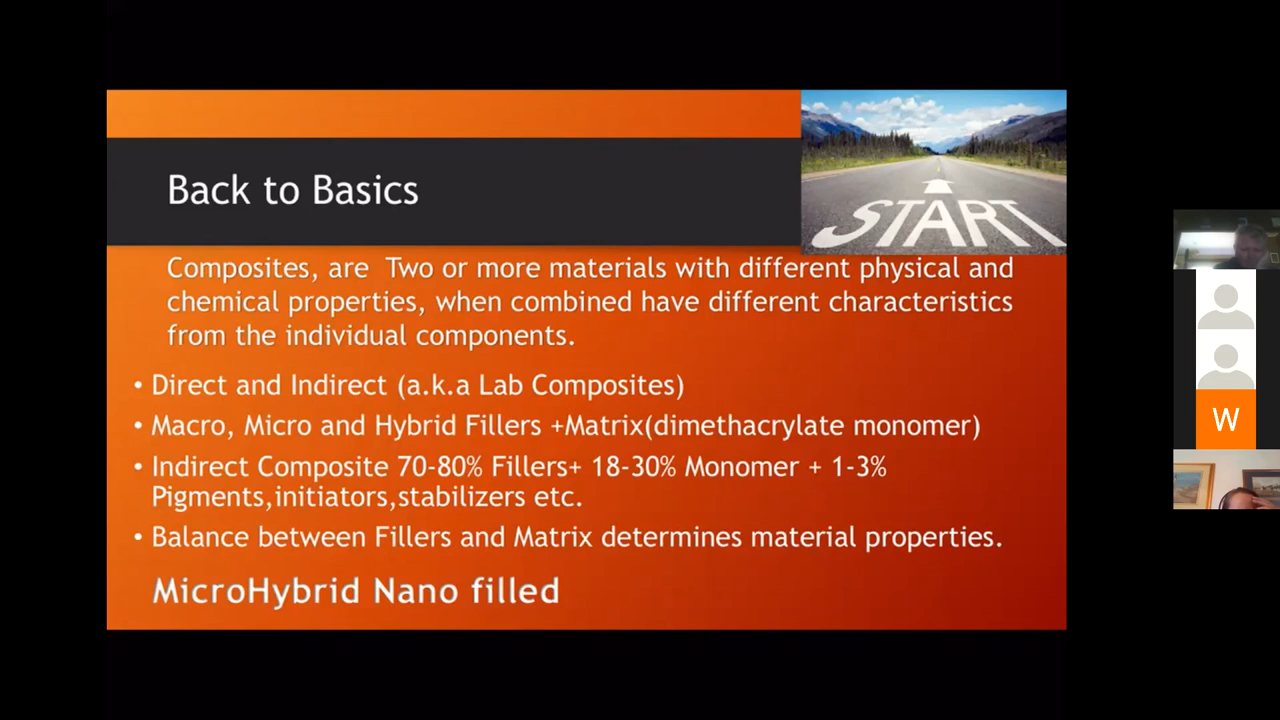 START
Back to Basics
Composites, are Two or more materials with different physical and
chemical properties, when combined have different characteristics
from the individual components.
• Direct and Indirect (a.k.a Lab Composites)
• Macro, Micro and Hybrid Fillers +Matrix(dimethacrylate monomer)
• Indirect Composite 70-80% Fillers+ 18-30% Monomer + 1-3%
Pigments,initiators,stabilizers etc.
• Balance between Fillers and Matrix determines material properties.
MicroHybrid Nano filled
W